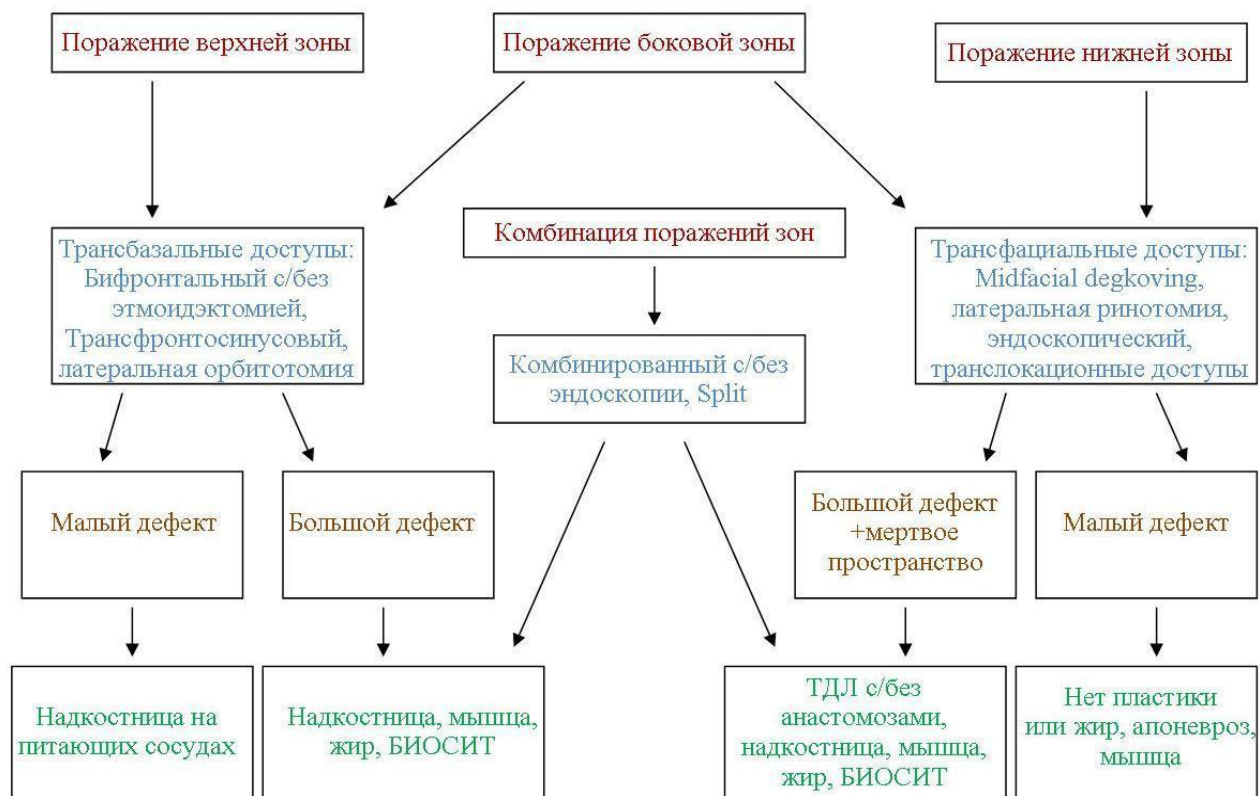 Поражение верхней зоны
Поражение боковой зоны
Поражение нижней зоны
Комбинация поражений зон
Трансбазальные доступы:
Бифронтальный с/без
этмоидэктомией,
Трансфронтосинусовый,
латеральная орбитотомия
Комбинированный с/без
эндоскопии, Split
Трансфациальные доступы:
Midfacial degkoving,
латеральная ринотомия,
эндоскопический,
транслокационные доступы
Малый дефект
Большой дефект
Большой дефект
+мертвое
пространство
Малый дефект
Надкостница на
питающих сосудах
Надкостница, мышца,
жир, БИОСИТ
ТДЛ с/без
анастомозами,
надкостница, мышца,
жир, БИОСИТ
Нет пластики
или жир, апоневроз,
мышца